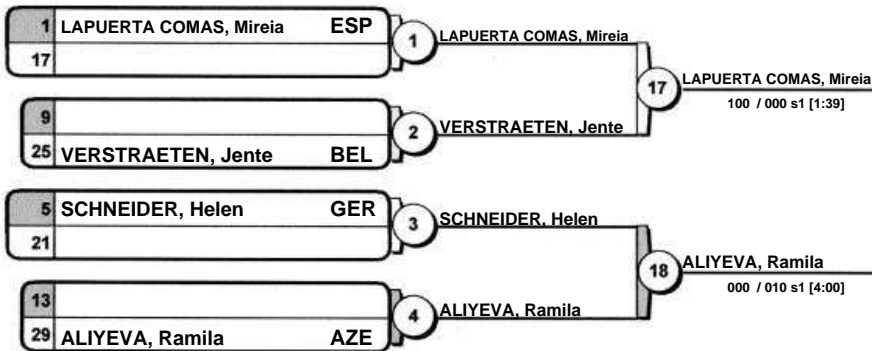 1 LAPUERTA COMAS, Mireia ESP
17
1 LAPUERTA COMAS, Mireia
17 LAPUERTA COMAS, Mireia
100 / 000 s1 [1:39]
9
25 VERSTRAETEN, Jente BEL
2 VERSTRAETEN, Jente
5 SCHNEIDER, Helen GER
21
3 SCHNEIDER, Helen
18 ALIYEVA, Ramila
000 / 010 s1 [4:00]
13
29 ALIYEVA, Ramila AZE
4 ALIYEVA, Ramila